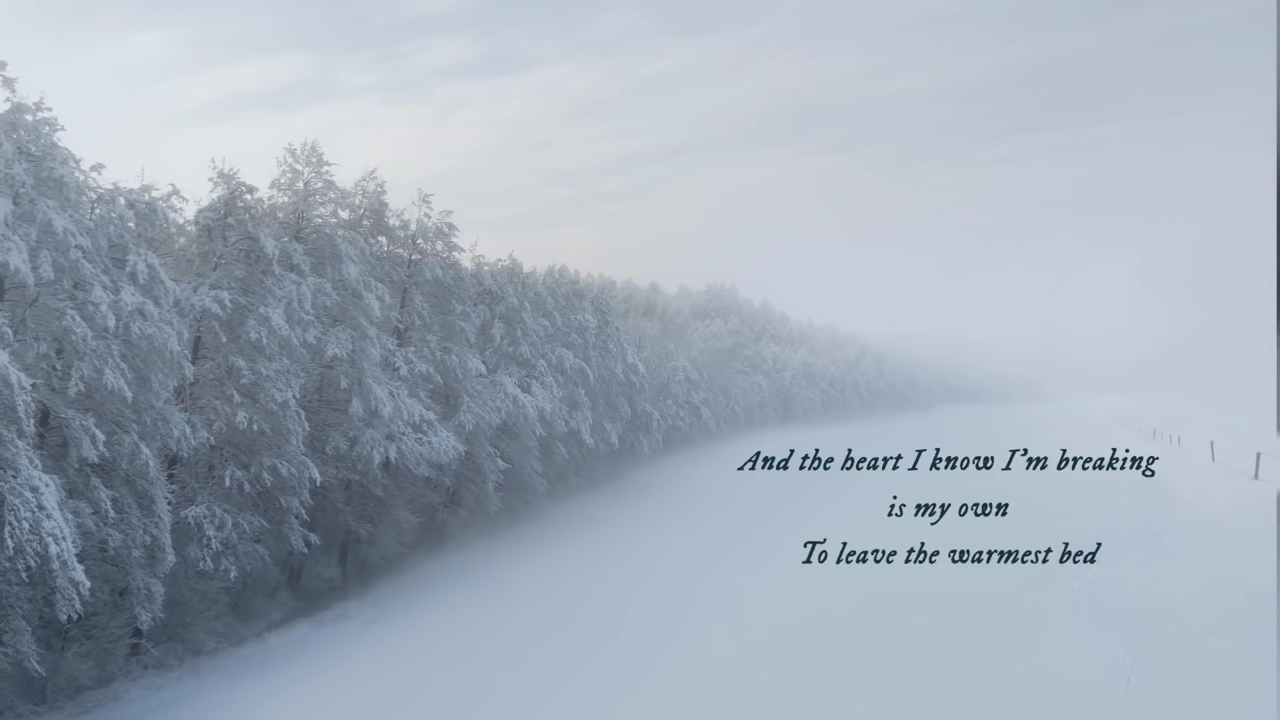 And the heart I know I'm breaking
is my own
To leave the warmest bed